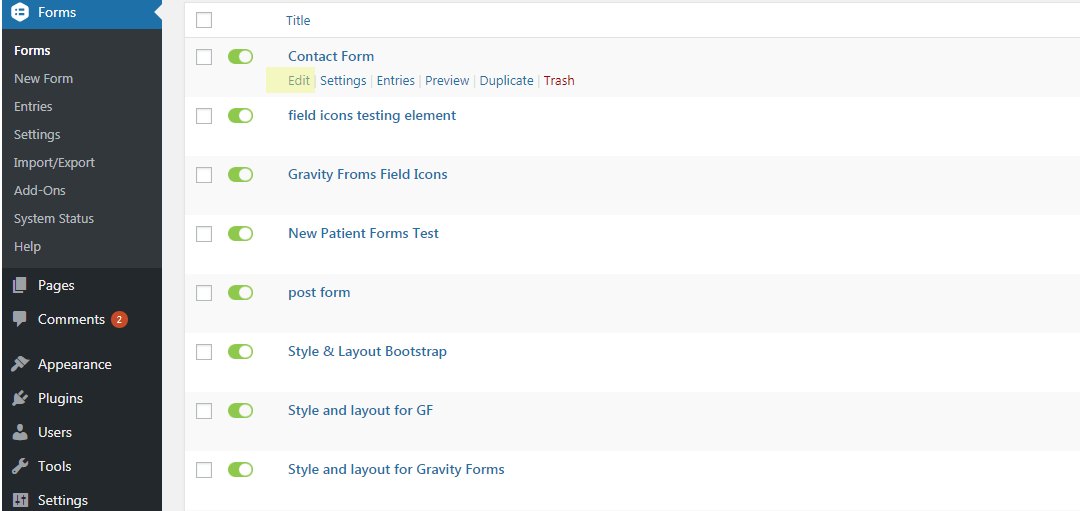 Forms
Forms
New Form
Entries
Settings
Import/Export
Add-Ons
System Status
Help
Pages
Comments 2
Appearance
Plugins
Users
Tools
Settings
Title
Contact Form
Edit | Settings | Entries | Preview | Duplicate | Trash
field icons testing element
Gravity Froms Field Icons
New Patient Forms Test
post form
Style & Layout Bootstrap
Style and layout for GF
Style and layout for Gravity Forms